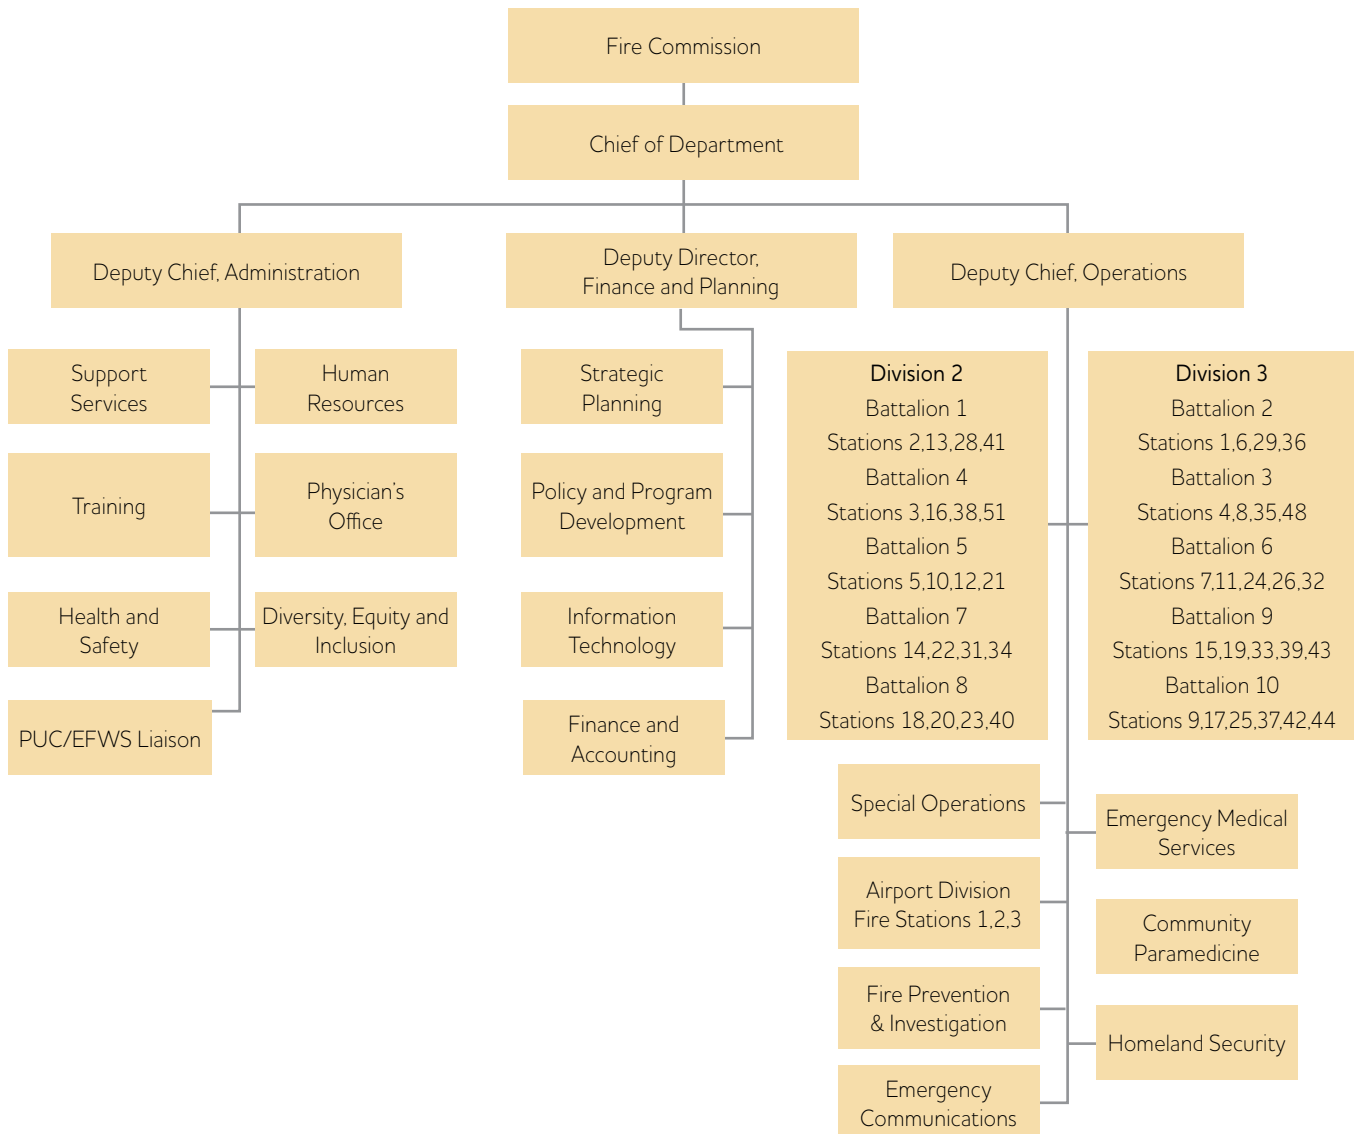 Fire Commission
Chief of Department
Deputy Chief, Administration
Support
Services
Human
Resources
Training
Physician's
Office
Health and
Safety
Diversity, Equity and
Inclusion
PUC/EFWS Liaison
Deputy Director,
Finance and Planning
Strategic
Planning
Policy and Program
Development
Information
Technology
Finance and
Accounting
Deputy Chief, Operations
Division 2
Battalion 1
Stations 2,13,28,41
Battalion 4
Stations 3,16,38,51
Battalion 5
Stations 5,10,12,21
Battalion 7
Stations 14,22,31,34
Battalion 8
Stations 18,20,23,40
Division 3
Battalion 2
Stations 1,6,29,36
Battalion 3
Stations 4,8,35,48
Battalion 6
Stations 7,11,24,26,32
Battalion 9
Stations 15,19,33,39,43
Battalion 10
Stations 9,17,25,37,42,44
Special Operations
Emergency Medical
Services
Airport Division
Fire Stations 1,2,3
Community
Paramedicine
Fire Prevention
& Investigation
Homeland Security
Emergency
Communications